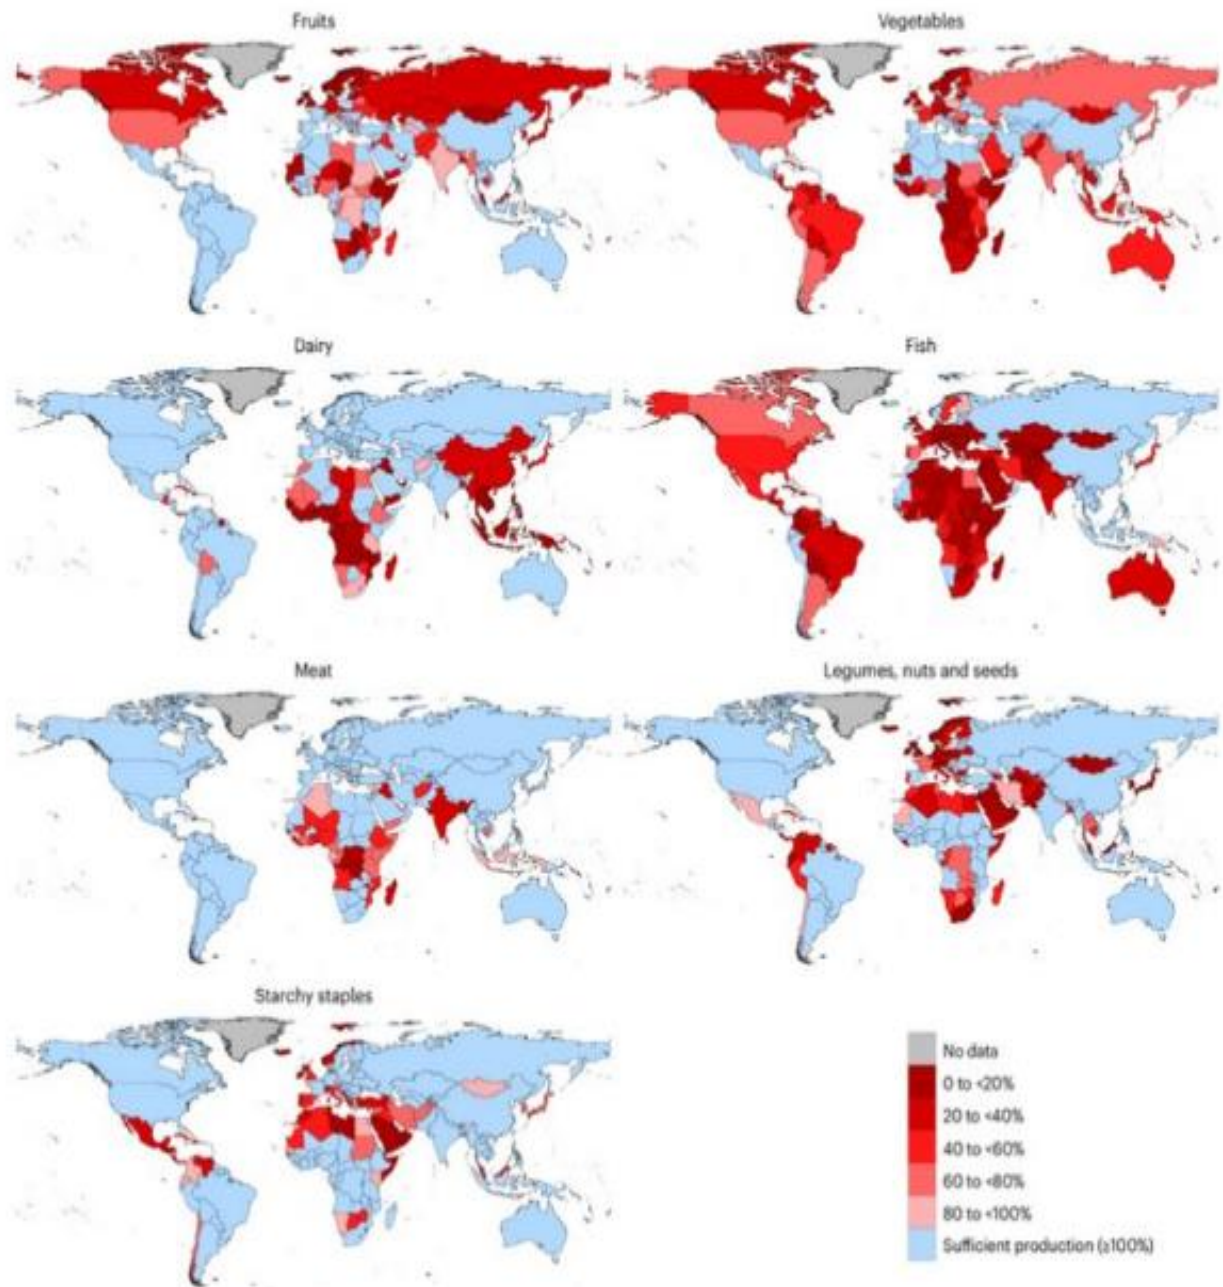 Fruits
Vegetables
Dairy
Fish
Meat
Legumes, nuts and seeds
Starchy staples
No data
0 to <20%
20 to <40%
40 to <60%
60 to <80%
80 to <100%
Sufficient production (≥100%)